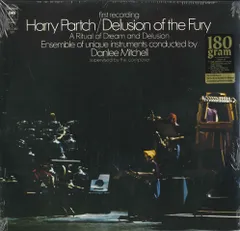 first recording
Harry Partch/Delusion of the Fury
A Ritual of Dream and Delusion
Ensemble of unique instruments conducted by
Danlee Mitchell
supervised by the composer
180
gram